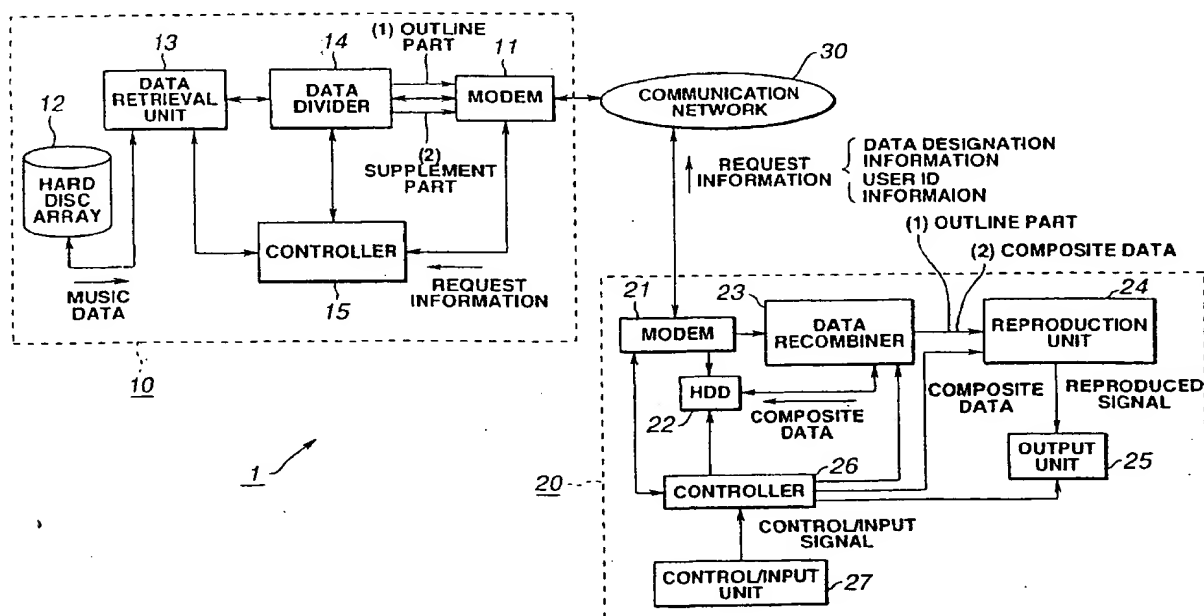 (1) OUTLINE
PART
13
14
11
DATA
RETRIEVAL
UNIT
DATA
DIVIDER
MODEM
12
HARD
DISC
ARRAY
(2)
SUPPLEMENT
PART
CONTROLLER
15
MUSIC
DATA
REQUEST
INFORMATION
10
1
30
COMMUNICATION
NETWORK
REQUEST
INFORMATION
DATA DESIGNATION
INFORMATION
USER ID
INFORMAION
(1) OUTLINE PART
(2) COMPOSITE DATA
21
23
24
MODEM
DATA
RECOMBINER
REPRODUCTION
UNIT
HDD
22
COMPOSITE
DATA
COMPOSITE
DATA
REPRODUCED
SIGNAL
26
OUTPUT
UNIT
25
20
CONTROLLER
CONTROL/INPUT
SIGNAL
CONTROL/INPUT
UNIT
27